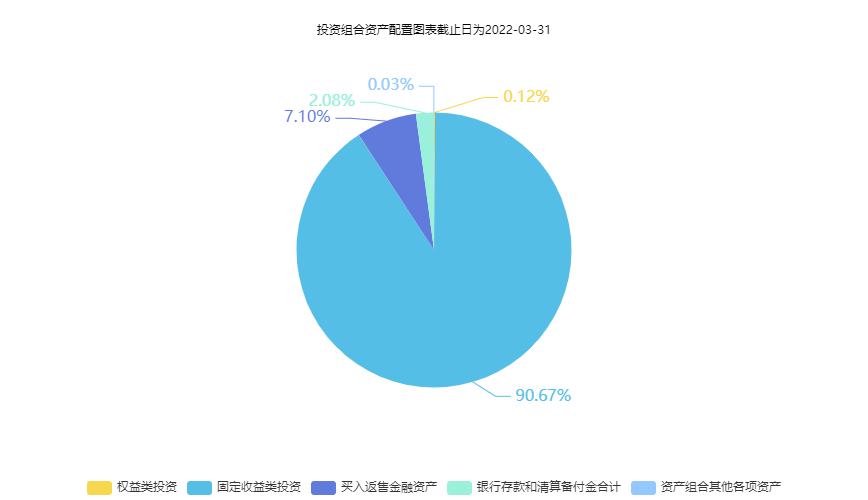 投资组合资产配置图表截止日为2022-03-31
0.03%
0.12%
2.08%
7.10%
90.67%
权益类投资 固定收益类投资 买入返售金融资产 银行存款和清算备付金合计 资产组合其他各项资产